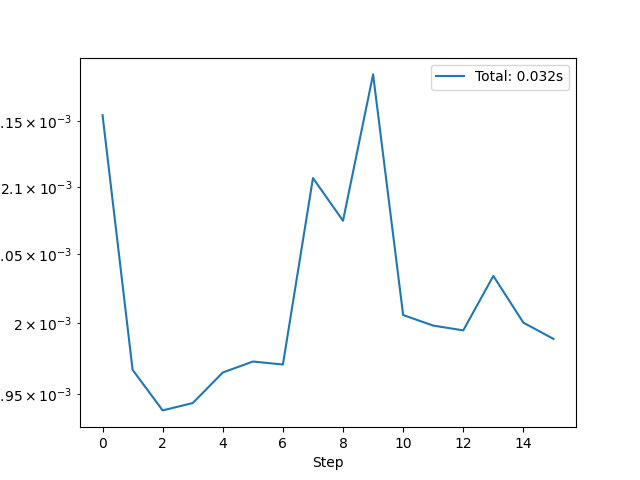 Total: 0.032s
.15 × 10⁻³
2.1 × 10⁻³
.05 × 10⁻³
2 × 10⁻³
.95 × 10⁻³
0 2 4 6 8 10 12 14
Step